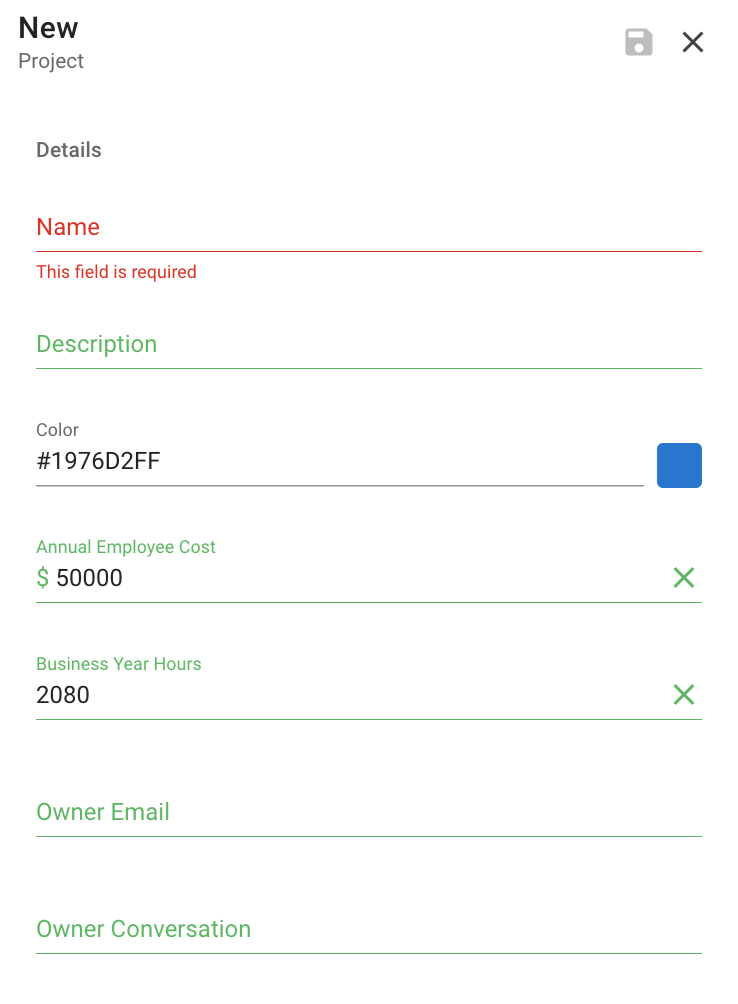 New
Project
Details
Name
This field is required
Description
Color
#1976D2FF
Annual Employee Cost
$ 50000
Business Year Hours
2080
Owner Email
Owner Conversation